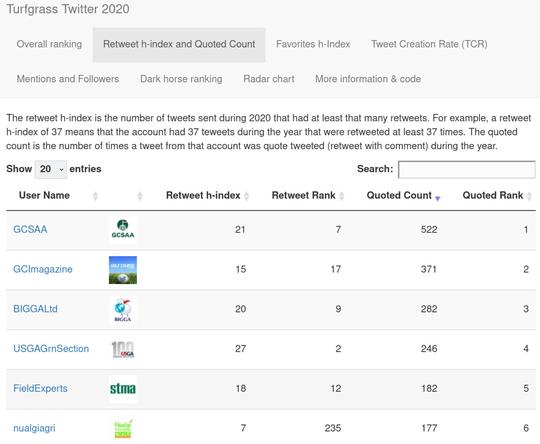 Turfgrass Twitter 2020
Overall ranking Retweet h-index and Quoted Count Favorites h-Index Tweet Creation Rate (TCR)
Mentions and Followers Dark horse ranking Radar chart More information & code
The retweet h-index is the number of tweets sent during 2020 that had at least that many retweets. For example, a retweet
h-index of 37 means that the account had 37 teweets during the year that were retweeted at least 37 times. The quoted
count is the number of times a tweet from that account was quote tweeted (retweet with comment) during the year.
Show 20 entries Search:
User Name Retweet h-index Retweet Rank Quoted Count Quoted Rank
GCSAA GCSAA 21 7 522 1
GCImagazine 15 17 371 2
BIGGALtd BIGGA 20 9 282 3
USGAGrnSection 100 USGA 27 2 246 4
FieldExperts stma 18 12 182 5
nualgiagri Nualgi 7 235 177 6